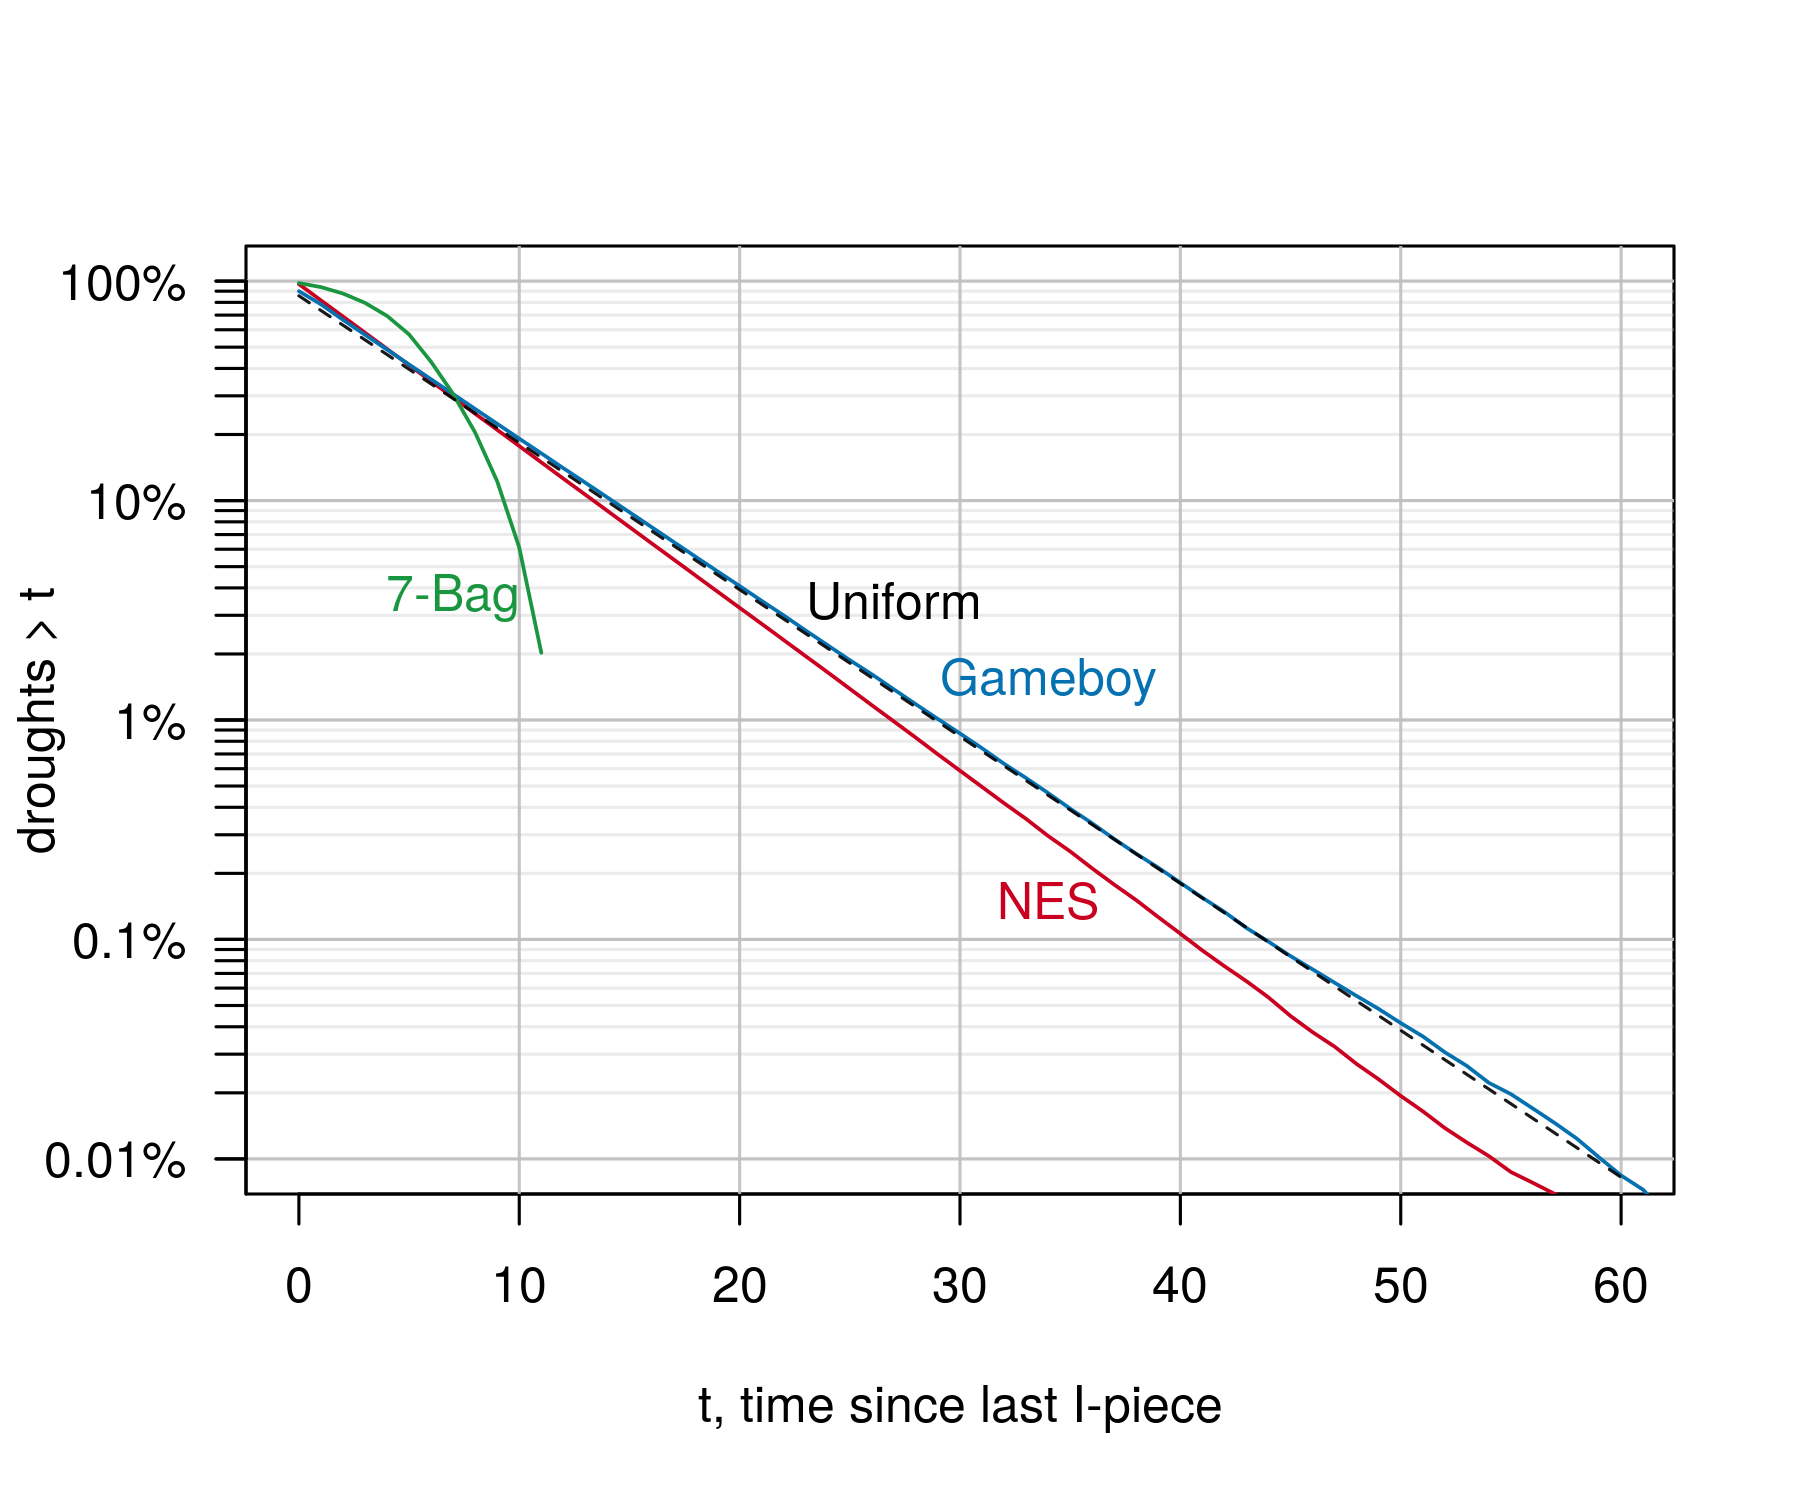 100%
10%
1%
0.1%
0.01%
droughts > t
7-Bag
Uniform
Gameboy
NES
0 10 20 30 40 50 60
t, time since last I-piece